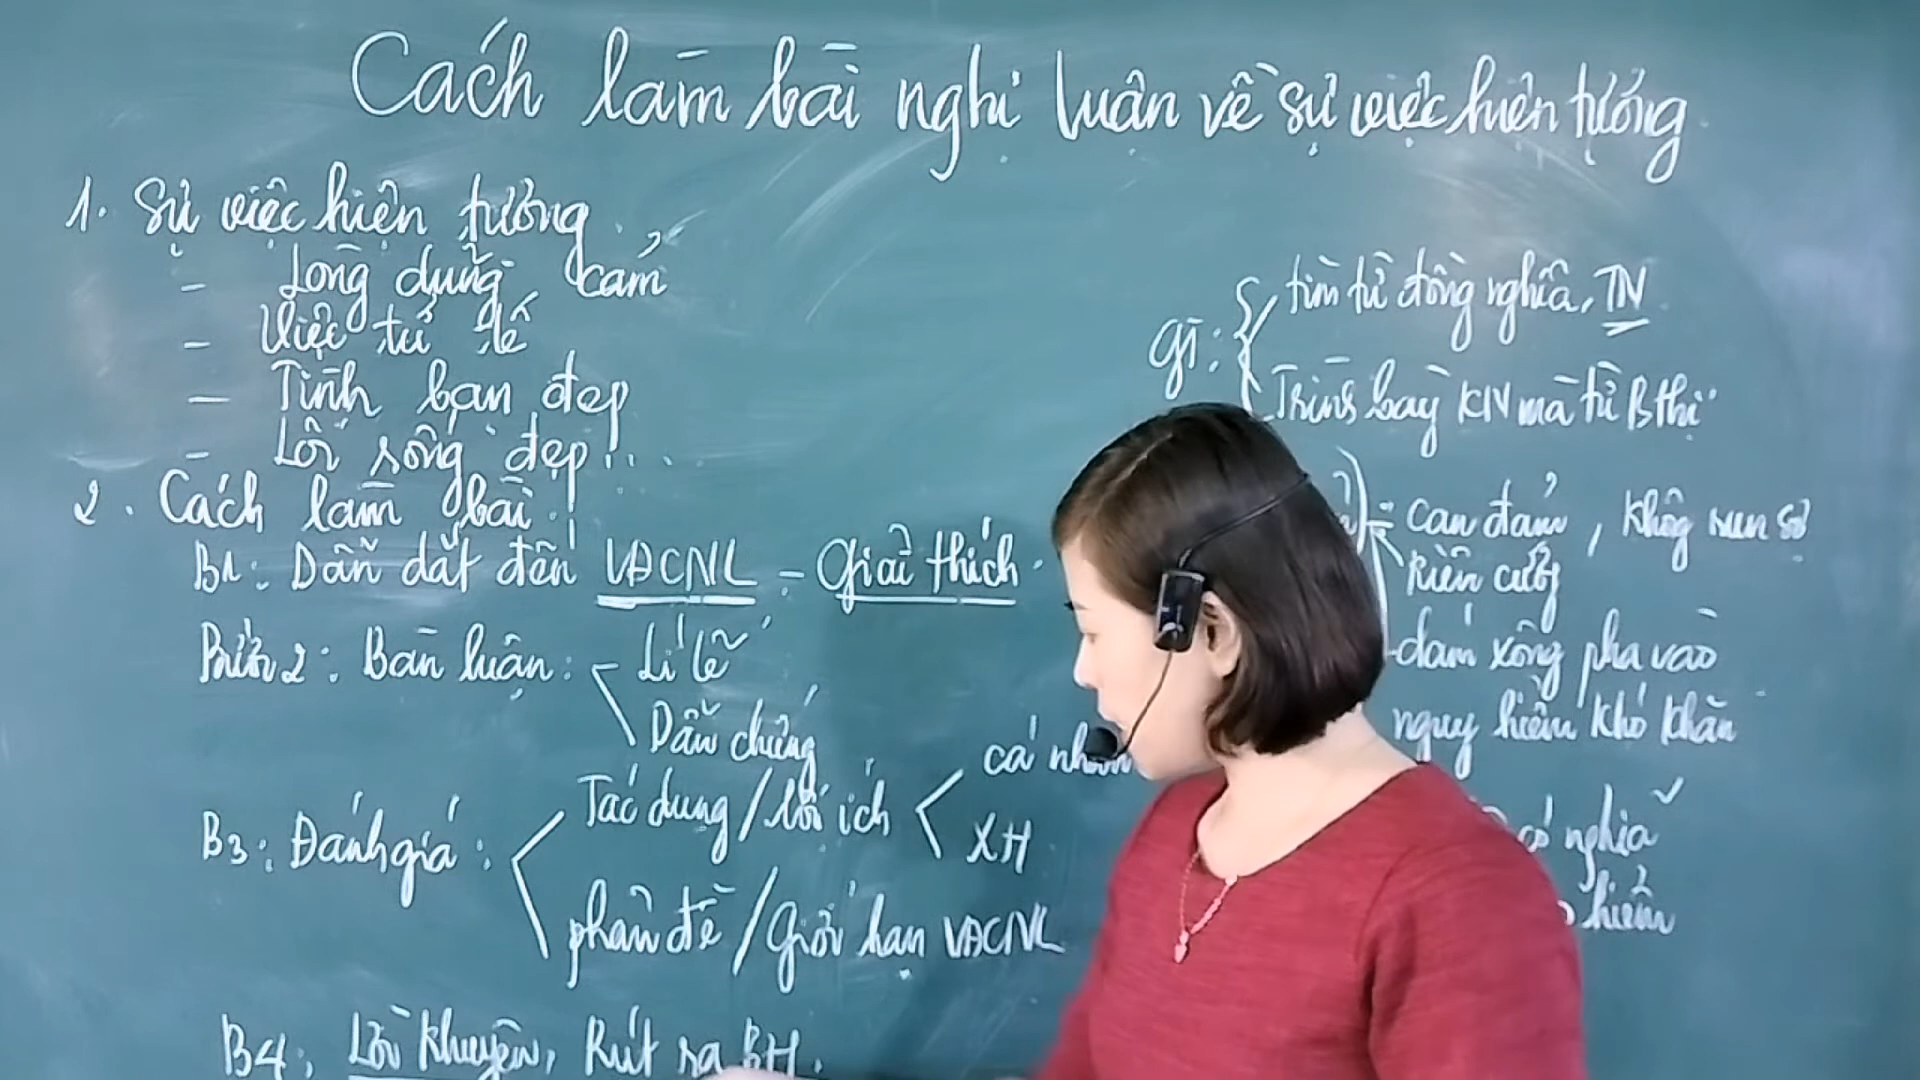 Cách làm bài nghị luận về sự việc hiện tượng
1. Sự việc hiện tượng
- Lòng dũng cảm
- Việc tử tế
- Tình bạn đẹp
- Lối sống đẹp...
2. Cách làm bài:
B1: Dẫn dắt đến VĐCNL - Giải thích
Bước 2: Bàn luận: Lí lẽ
Dẫn chứng
B3: Đánh giá: Tác dụng / lợi ích
cá nhân
XH
phản đề / Giới hạn VĐCNL
B4: Lời khuyên, Rút ra BH.
gì: tìm từ đồng nghĩa, TN
Trình bày KN mà từ B thị
= can đảm, không run sợ
kiên cường
- dám xông pha vào
nguy hiểm khó khăn
có nghĩa
hiểm